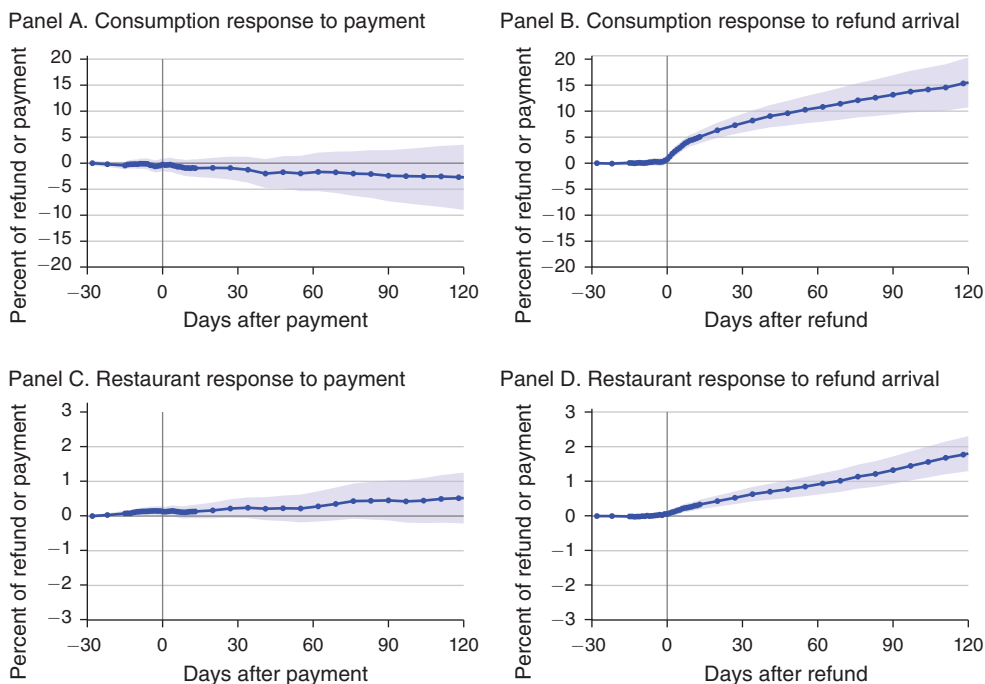 Panel A. Consumption response to payment
Percent of refund or payment
20
15
10
5
0
−5
−10
−15
−20
−30 0 30 60 90 120
Days after payment
Panel B. Consumption response to refund arrival
Percent of refund or payment
20
15
10
5
0
−5
−10
−15
−20
−30 0 30 60 90 120
Days after refund
Panel C. Restaurant response to payment
Percent of refund or payment
3
2
1
0
−1
−2
−3
−30 0 30 60 90 120
Days after payment
Panel D. Restaurant response to refund arrival
Percent of refund or payment
3
2
1
0
−1
−2
−3
−30 0 30 60 90 120
Days after refund